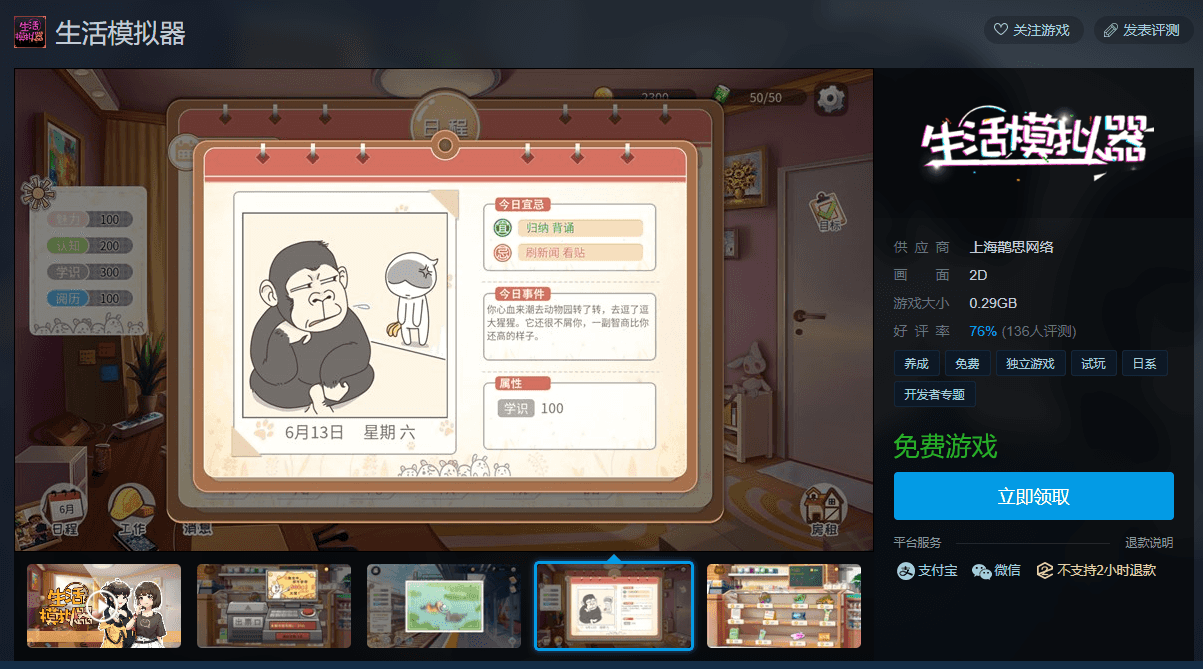 生活模拟器
生活模拟器
关注游戏
发表评测
2300
50/50
日程
魅力 100
认知 200
学识 300
阅历 100
目标
今日宜忌
宜 归纳 背诵
忌 刷新闻 看贴
今日事件
你心血来潮去动物园转了转，去逗了逗
大猩猩。它还很不屑你，一副智商比你
还高的样子。
属性
学识 100
6月13日 星期六
6月
日程
工作
消息
房租
生活模拟器
供应商 上海鹊思网络
画面 2D
游戏大小 0.29GB
好评率 76% (136人评测)
养成 免费 独立游戏 试玩 日系
开发者专题
免费游戏
立即领取
平台服务 退款说明
支付宝 微信 不支持2小时退款
生活
模拟器
出票口